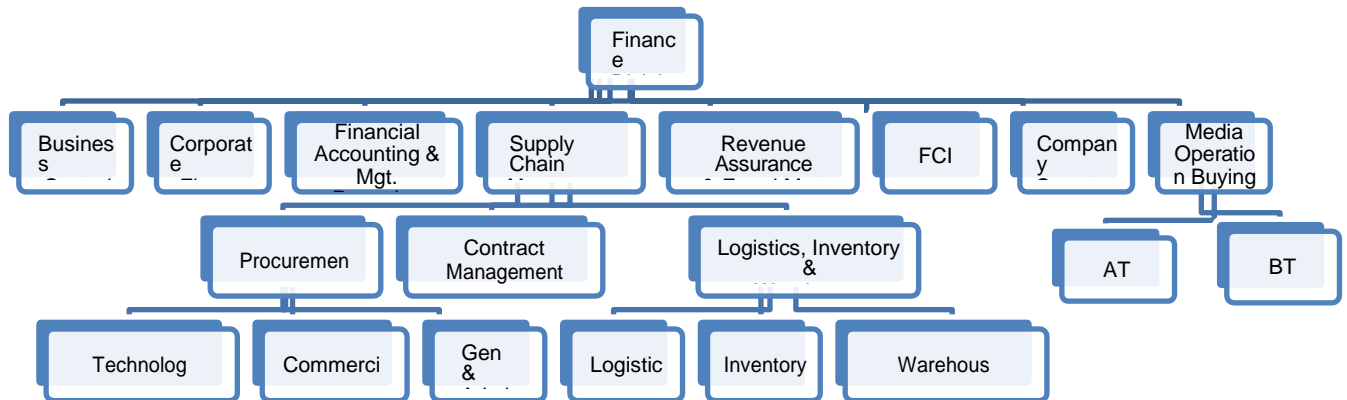 Financ
e
Busines
s
Corporat
e
Financial
Accounting &
Mgt.
Supply
Chain
Revenue
Assurance
FCI
Compan
y
Media
Operatio
n Buying
Procuremen
Contract
Management
Logistics, Inventory
&
AT
BT
Technolog
Commerci
Gen
&
Logistic
Inventory
Warehous